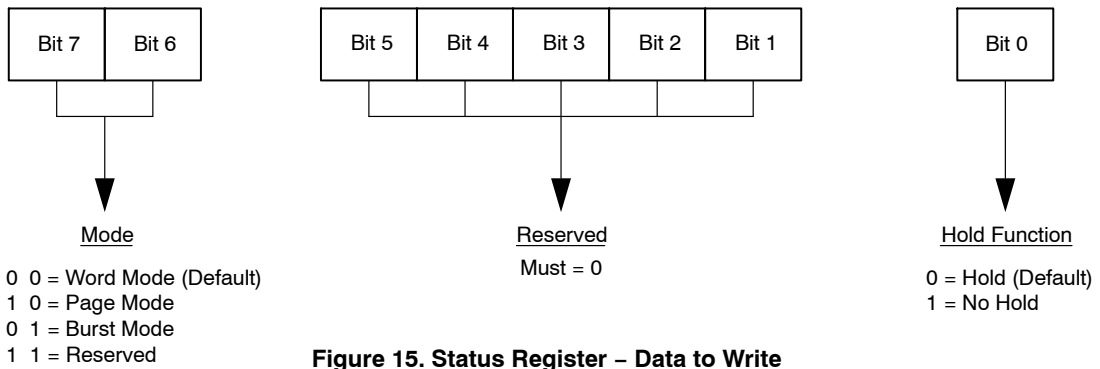 Bit 7 Bit 6 Bit 5 Bit 4 Bit 3 Bit 2 Bit 1 Bit 0
Mode
0 0 = Word Mode (Default)
1 0 = Page Mode
0 1 = Burst Mode
1 1 = Reserved
Reserved
Must = 0
Hold Function
0 = Hold (Default)
1 = No Hold
Figure 15. Status Register – Data to Write